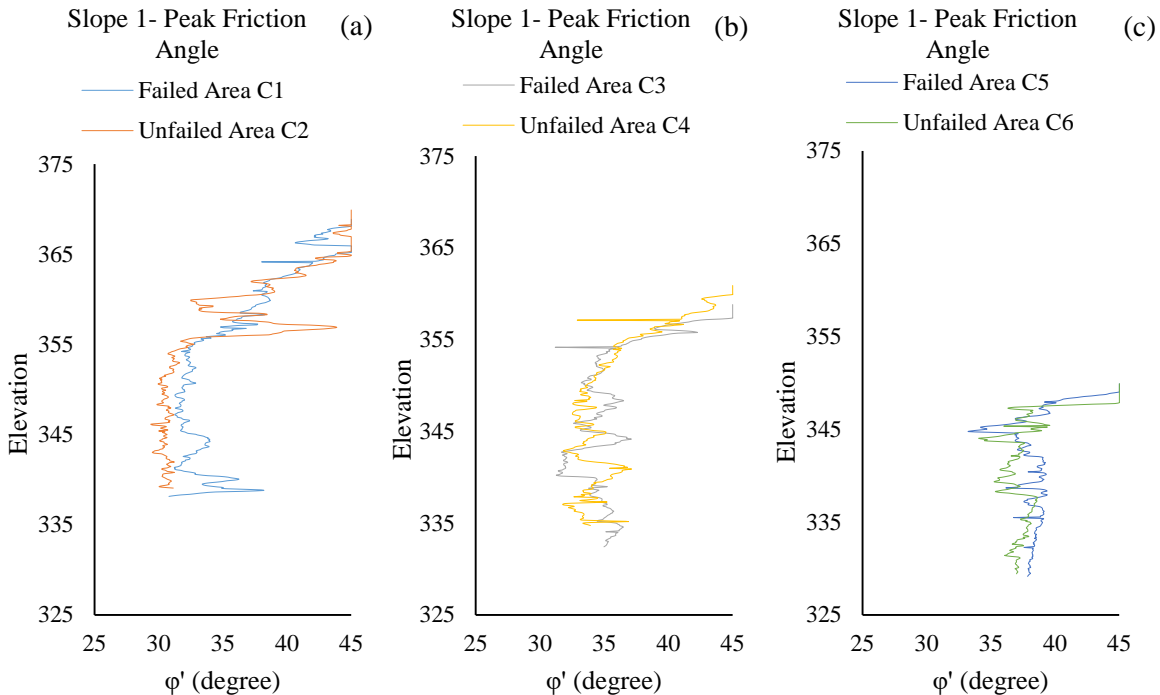 Slope 1- Peak Friction
Angle
(a)
Failed Area C1
Unfailed Area C2
375
365
355
345
335
325
Elevation
25 30 35 40 45
φ' (degree)
Slope 1- Peak Friction
Angle
(b)
Failed Area C3
Unfailed Area C4
375
365
355
345
335
325
Elevation
25 30 35 40 45
φ' (degree)
Slope 1- Peak Friction
Angle
(c)
Failed Area C5
Unfailed Area C6
375
365
355
345
335
325
Elevation
25 30 35 40 45
φ' (degree)